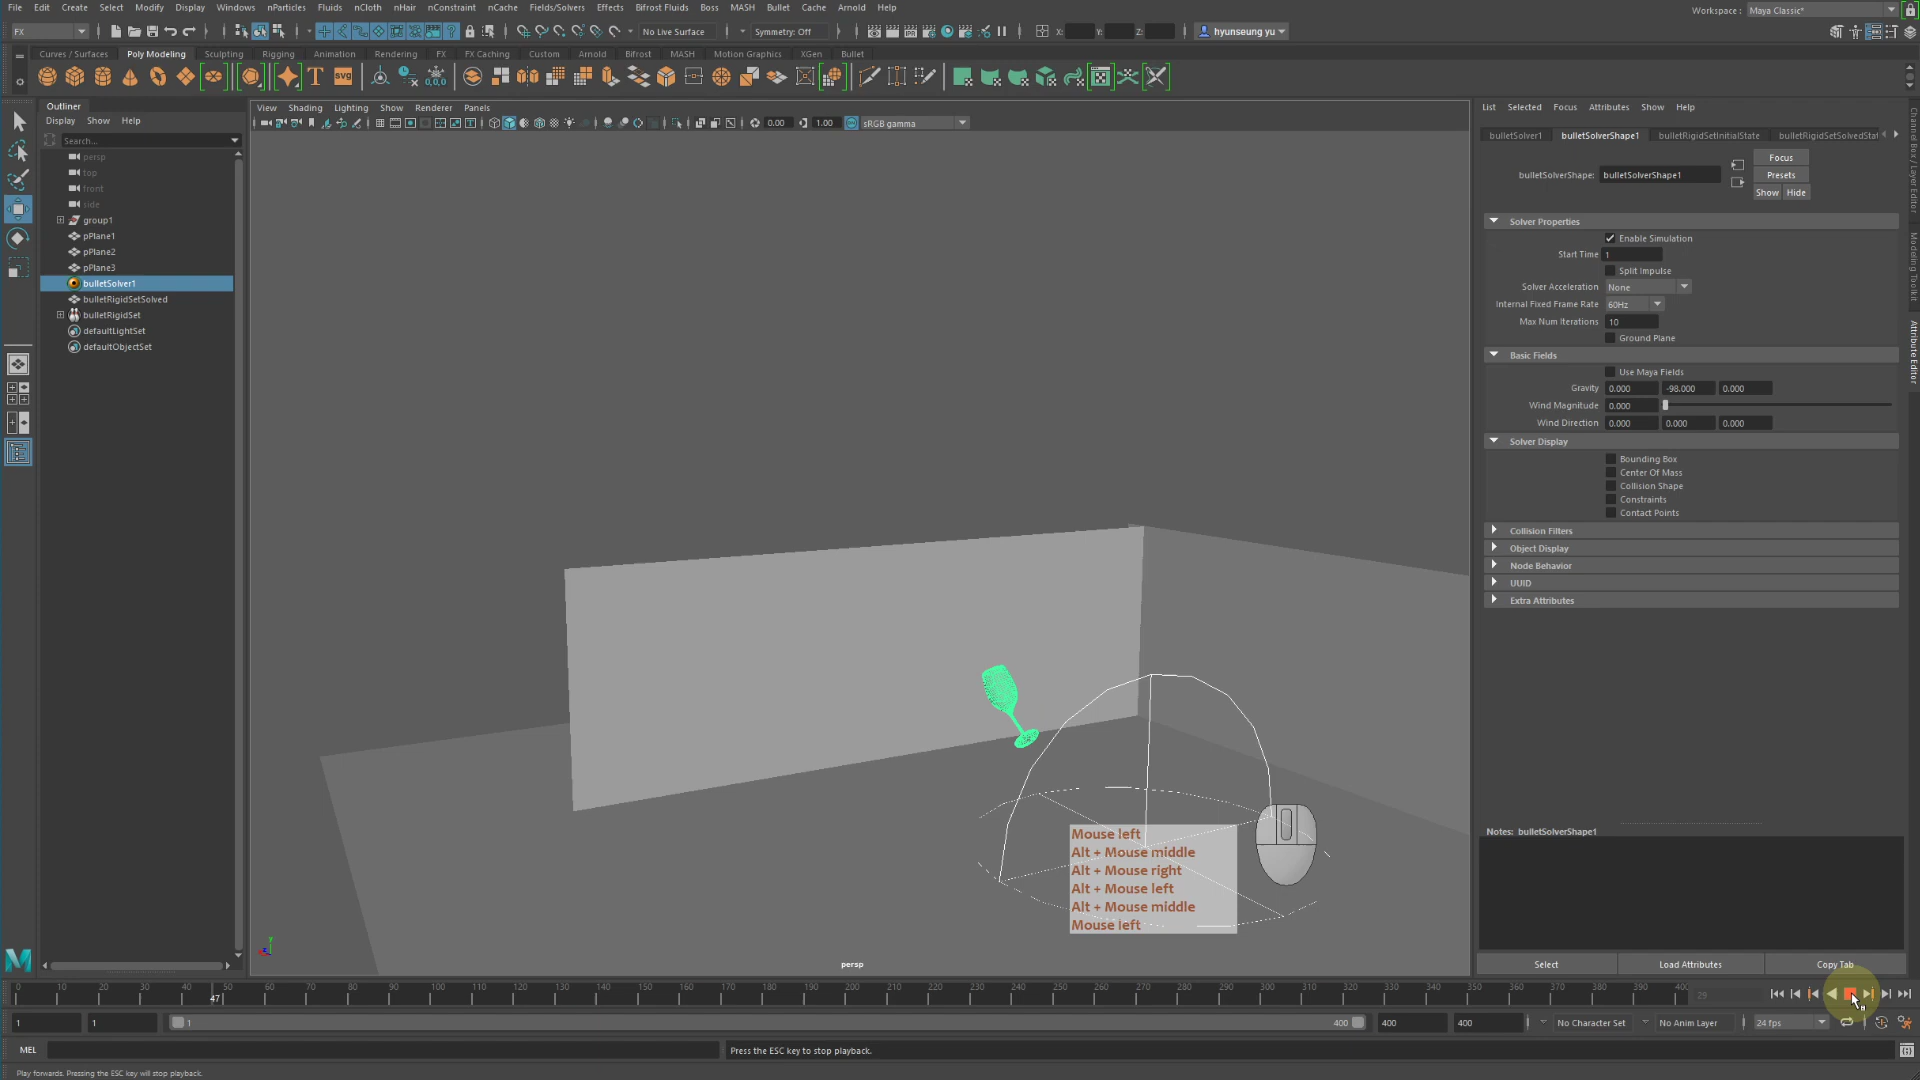 File Edit Create Select Modify Display Windows nParticles Fluids nCloth nHair nConstraint nCache Fields/Solvers Effects Bifrost Fluids Boss MASH Bullet Cache Arnold Help
Workspace : Maya Classic*
FX
No Live Surface
Symmetry: Off
X:
Y:
Z:
hyunseung yu
Curves / Surfaces Poly Modeling Sculpting Rigging Animation Rendering FX FX Caching Custom Arnold Bifrost MASH Motion Graphics XGen Bullet
T
SVG
Outliner
Display Show Help
Search...
persp
top
front
side
group1
pPlane1
pPlane2
pPlane3
bulletSolver1
bulletRigidSetSolved
bulletRigidSet
defaultLightSet
defaultObjectSet
View Shading Lighting Show Renderer Panels
0.00
1.00
sRGB gamma
Mouse left
Alt + Mouse middle
Alt + Mouse right
Alt + Mouse left
Alt + Mouse middle
Mouse left
persp
List Selected Focus Attributes Show Help
bulletSolver1 bulletSolverShape1 bulletRigidSetInitialState bulletRigidSetSolvedStat
bulletSolverShape: bulletSolverShape1
Focus
Presets
Show Hide
Solver Properties
Enable Simulation
Start Time 1
Split Impulse
Solver Acceleration None
Internal Fixed Frame Rate 60Hz
Max Num Iterations 10
Ground Plane
Basic Fields
Use Maya Fields
Gravity 0.000 -98.000 0.000
Wind Magnitude 0.000
Wind Direction 0.000 0.000 0.000
Solver Display
Bounding Box
Center Of Mass
Collision Shape
Constraints
Contact Points
Collision Filters
Object Display
Node Behavior
UUID
Extra Attributes
Notes: bulletSolverShape1
Select Load Attributes Copy Tab
Channel Box / Layer Editor
Modeling Toolkit
Attribute Editor
0 10 20 30 40 50 60 70 80 90 100 110 120 130 140 150 160 170 180 190 200 210 220 230 240 250 260 270 280 290 300 310 320 330 340 350 360 370 380 390 400
47
29
1 1 1 400 400 400 No Character Set No Anim Layer 24 fps
MEL
Press the ESC key to stop playback.
Play forwards. Pressing the ESC key will stop playback.